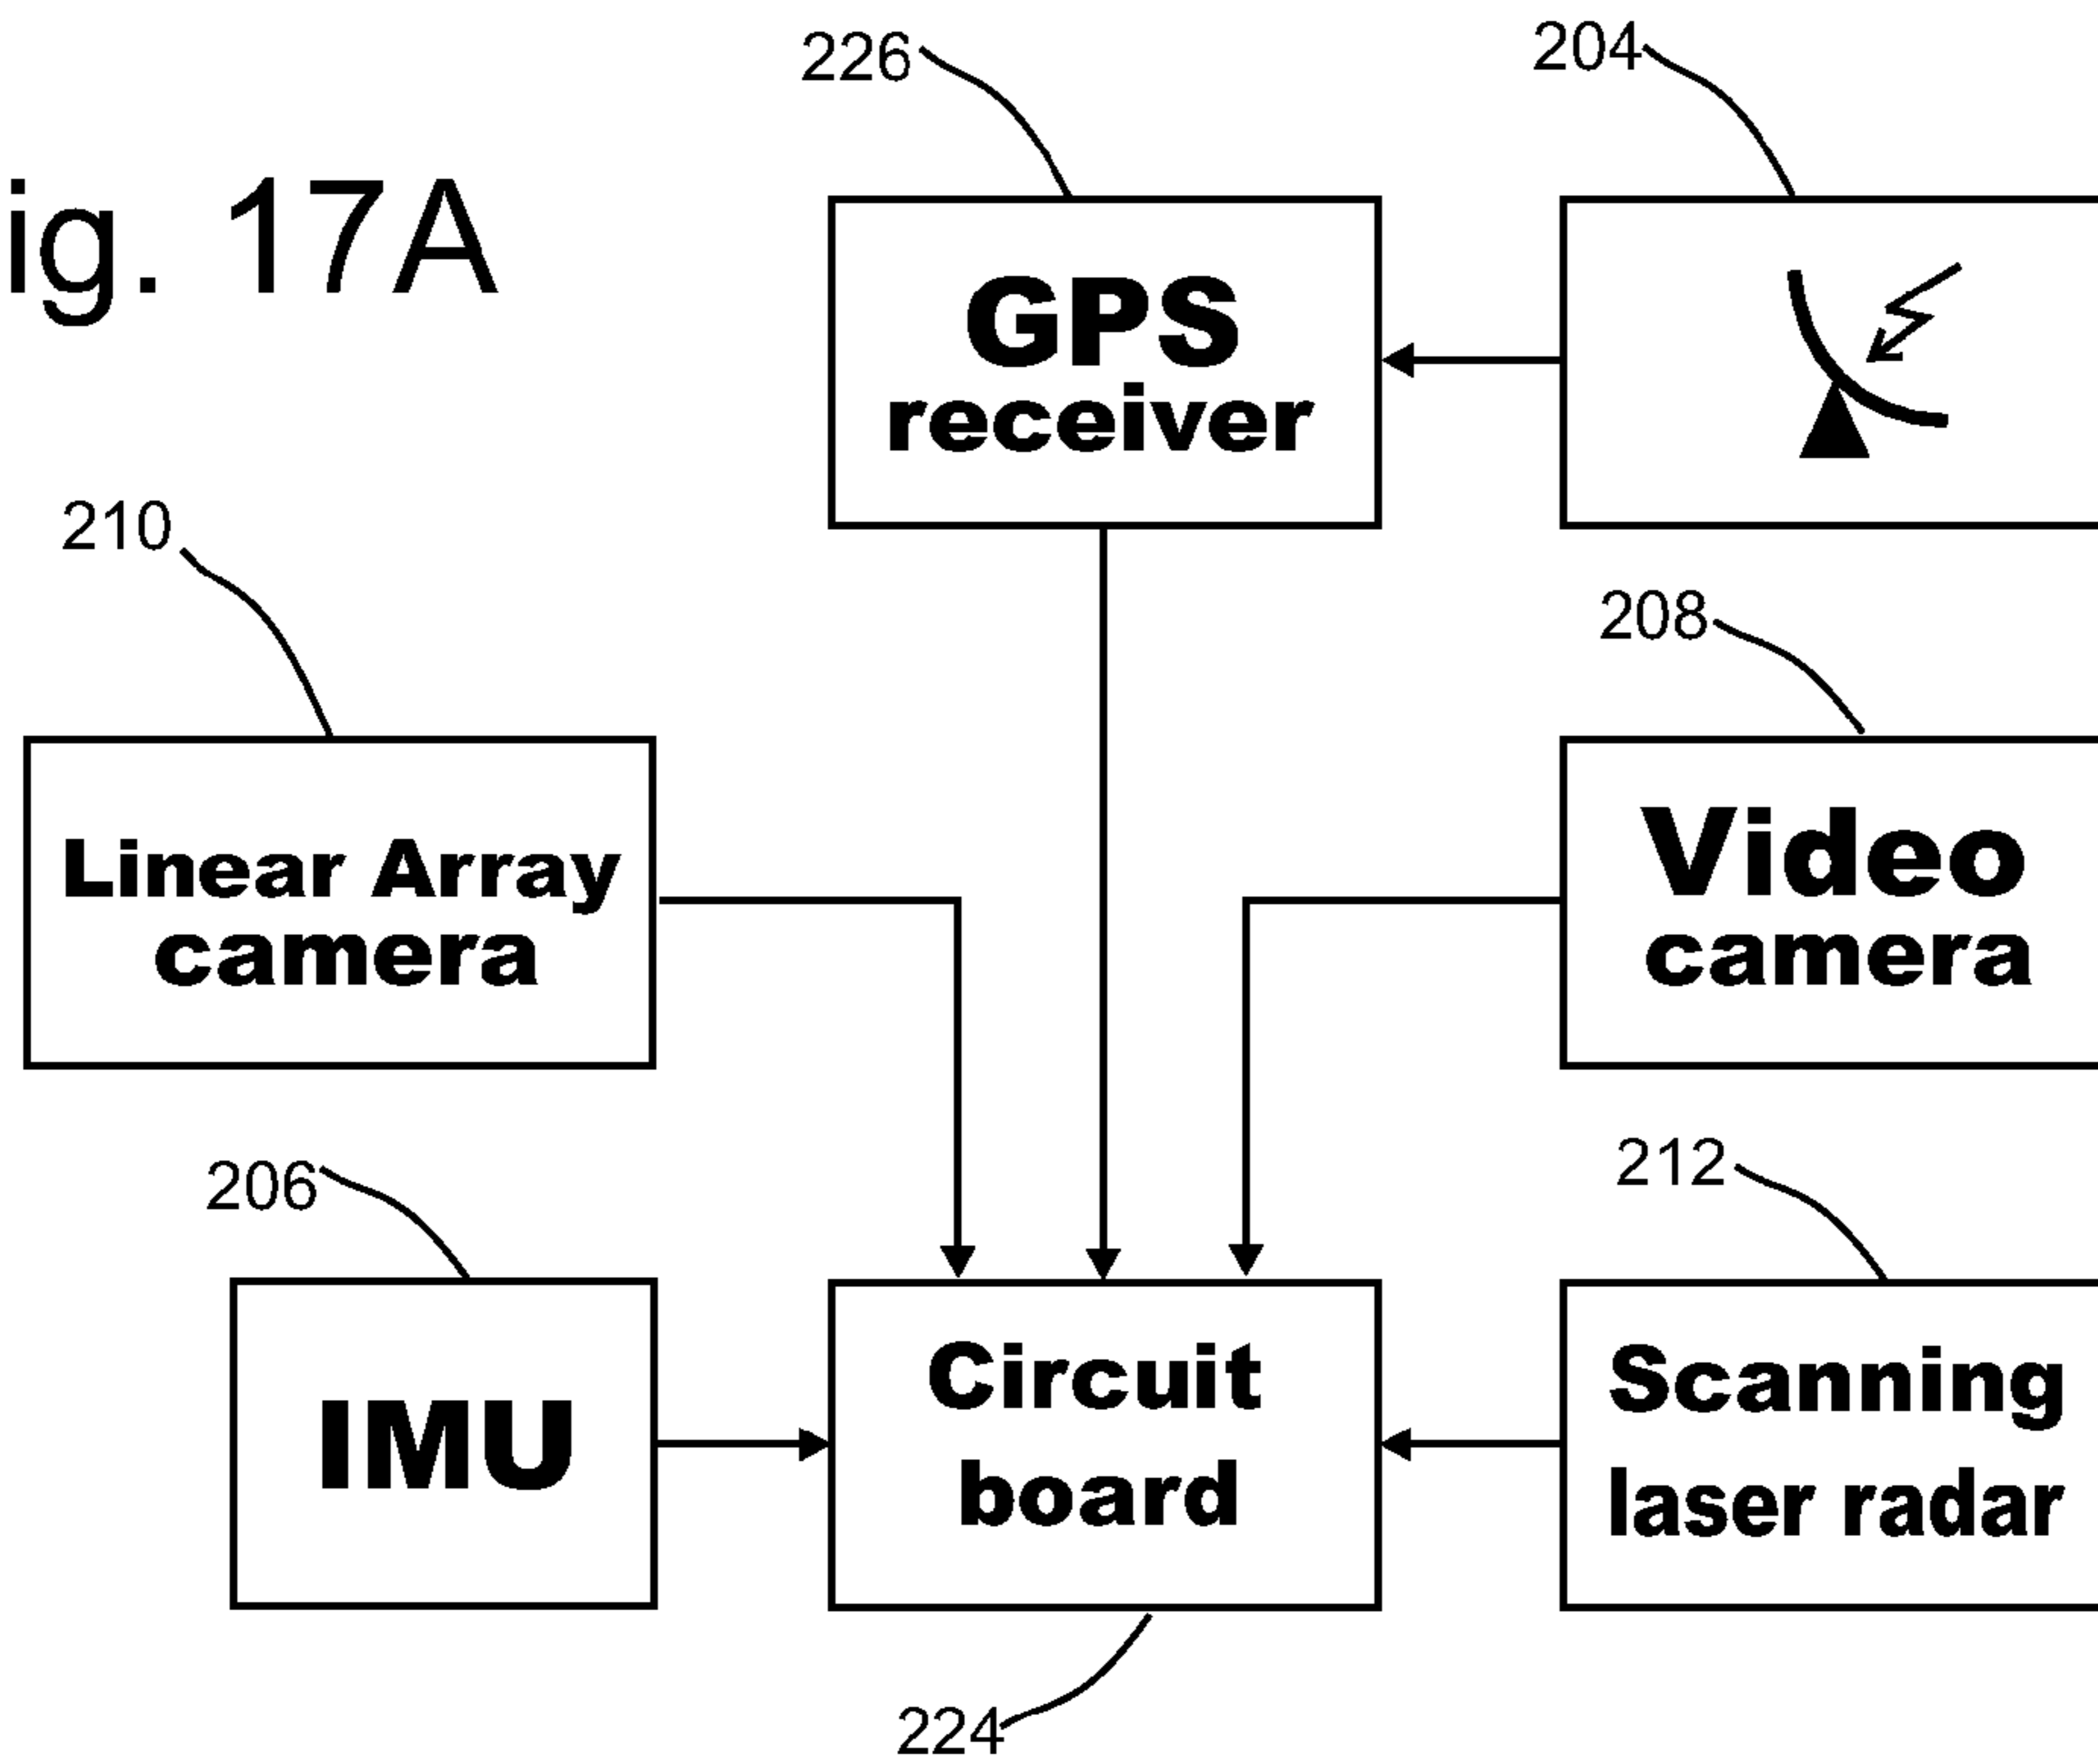 226
204
ig. 17A
GPS
receiver
210
208
Linear Array
camera
Video
camera
206
212
IMU
Circuit
board
Scanning
laser radar
224